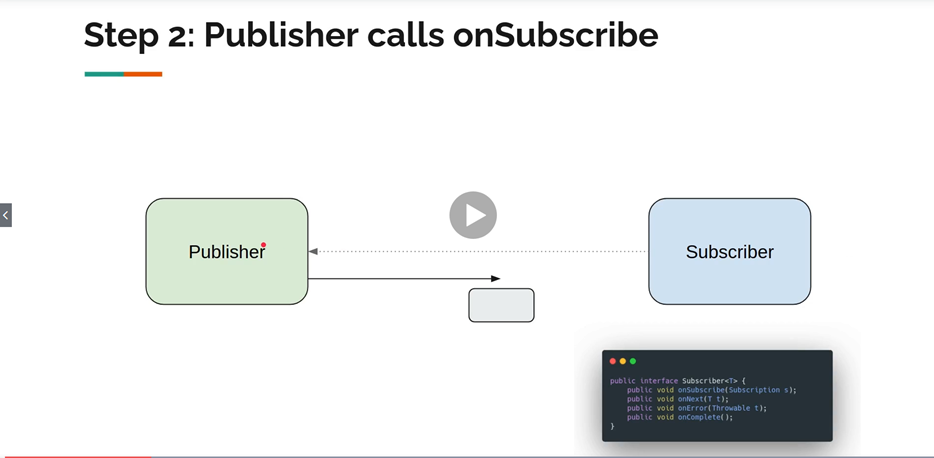 Step 2: Publisher calls onSubscribe
Publisher
Subscriber
public interface Subscriber<T> {
    public void onSubscribe(Subscription s);
    public void onNext(T t);
    public void onError(Throwable t);
    public void onComplete();
}